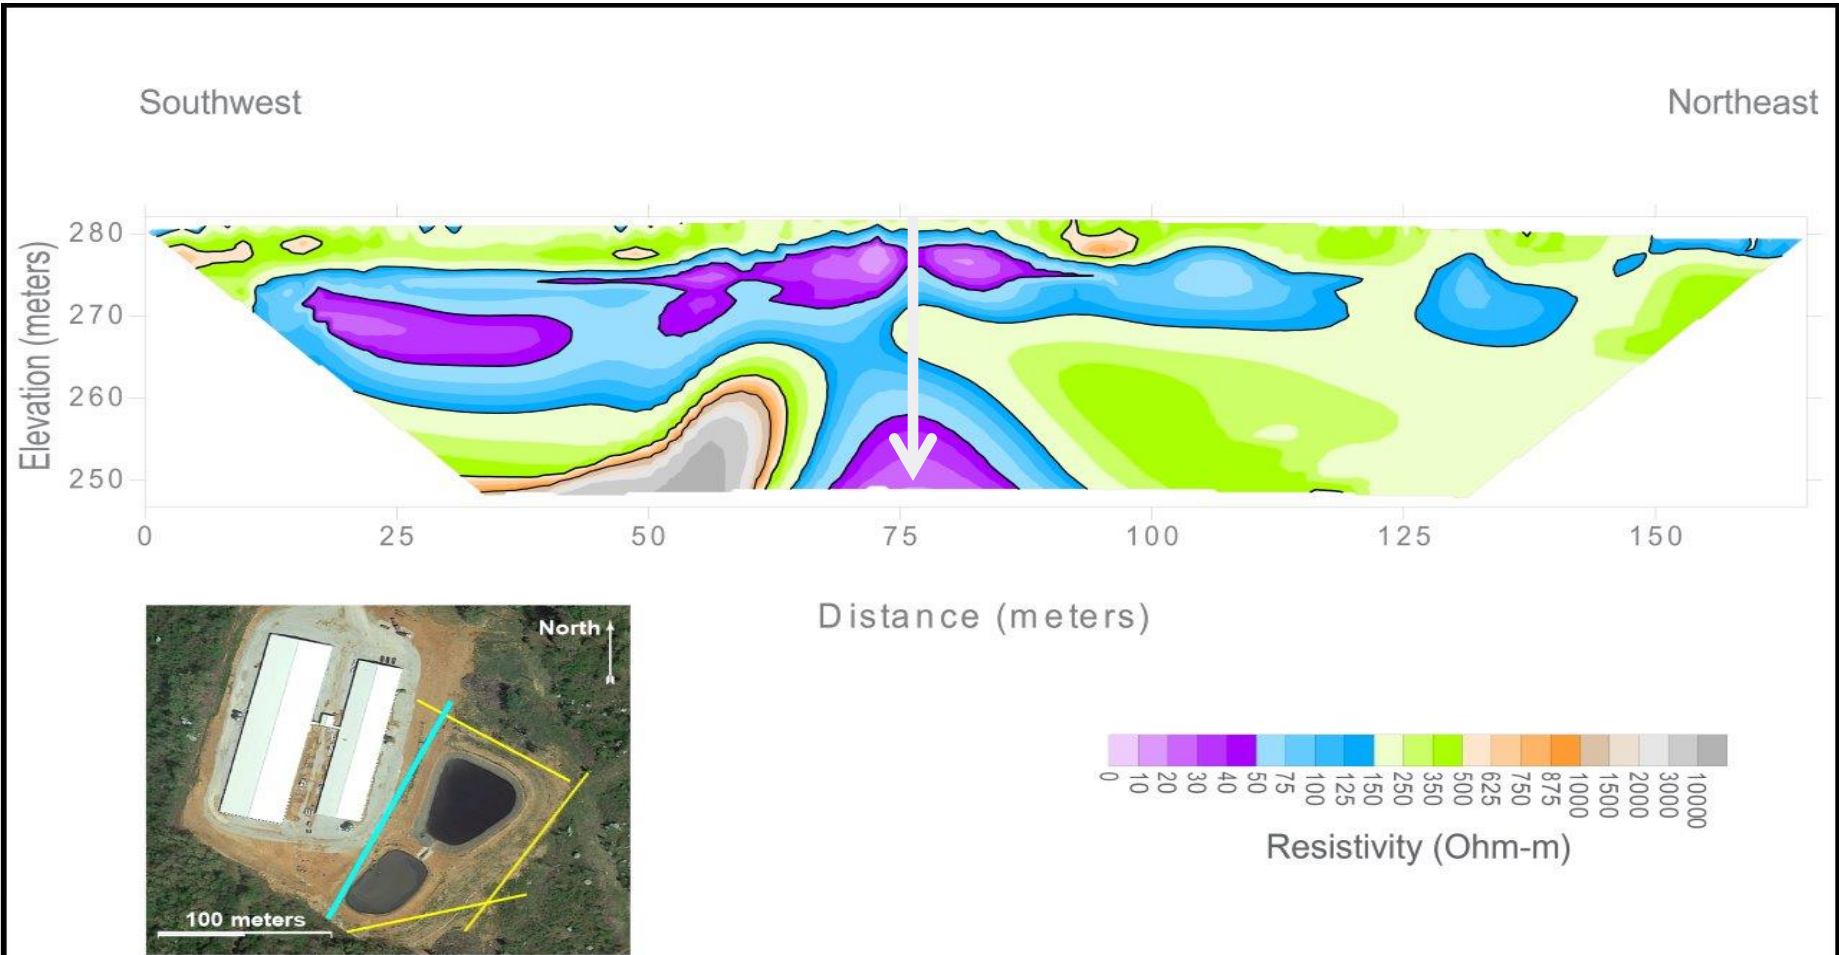 Southwest
Northeast
Elevation (meters)
280
270
260
250
0 25 50 75 100 125 150
Distance (meters)
North
100 meters
0 10 20 30 40 50 75 100 125 150 250 350 500 625 750 875 1000 1500 2000 3000 10000
Resistivity (Ohm-m)